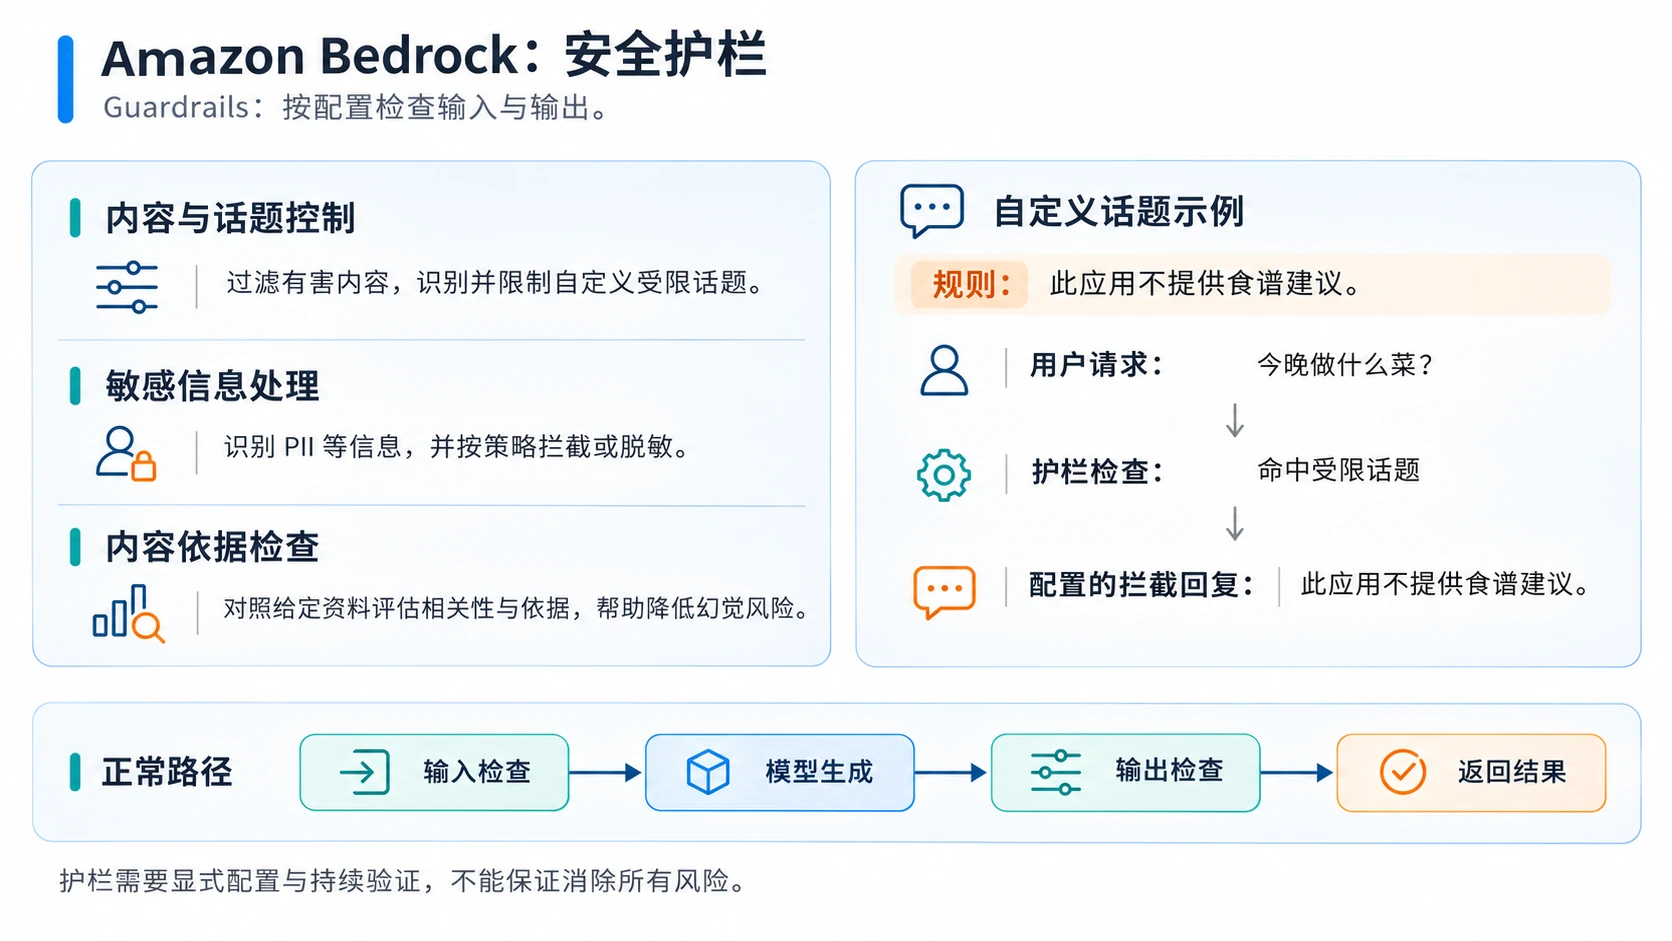 Amazon Bedrock：安全护栏
Guardrails：按配置检查输入与输出。
内容与话题控制
过滤有害内容，识别并限制自定义受限话题。
敏感信息处理
识别 PII 等信息，并按策略拦截或脱敏。
内容依据检查
对照给定资料评估相关性与依据，帮助降低幻觉风险。
自定义话题示例
规则： 此应用不提供食谱建议。
用户请求： 今晚做什么菜？
护栏检查： 命中受限话题
配置的拦截回复： 此应用不提供食谱建议。
正常路径 输入检查 模型生成 输出检查 返回结果
护栏需要显式配置与持续验证，不能保证消除所有风险。